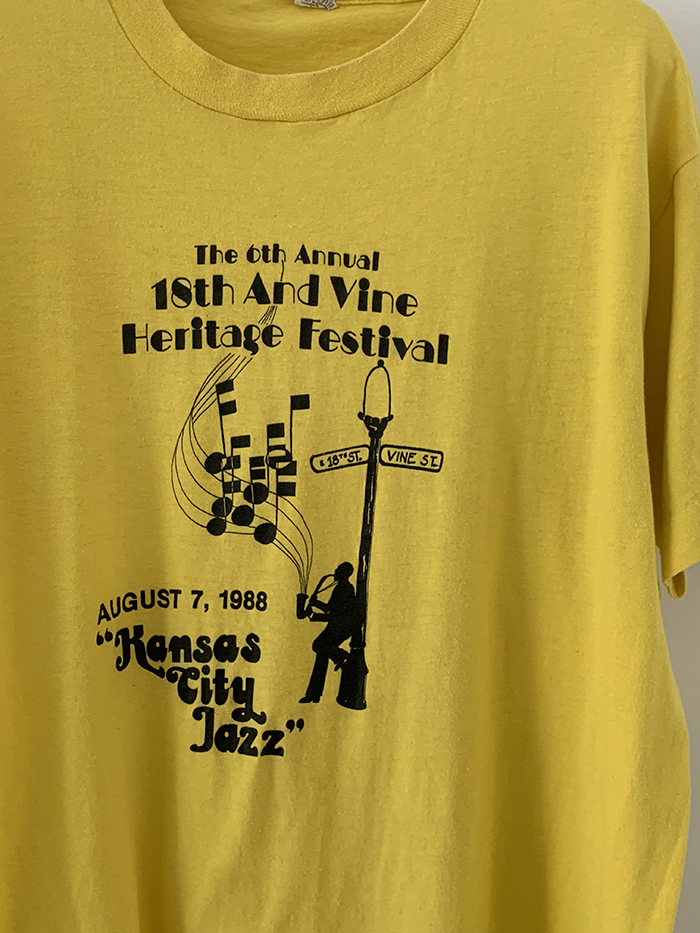 The 6th Annual
18th And Vine
Heritage Festival
E 18TH ST.
VINE ST.
AUGUST 7, 1988
"Kansas
City
Jazz"